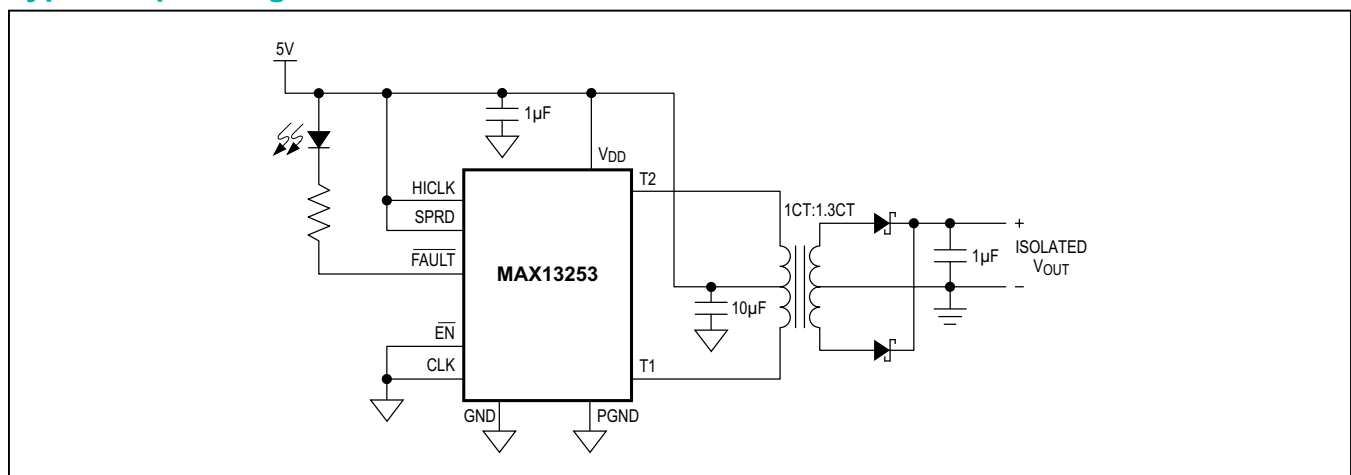 5V
1µF
VDD
T2
HICLK
1CT:1.3CT
SPRD
+
ISOLATED
VOUT
1µF
FAULT
MAX13253
10µF
−
EN
CLK
T1
GND
PGND